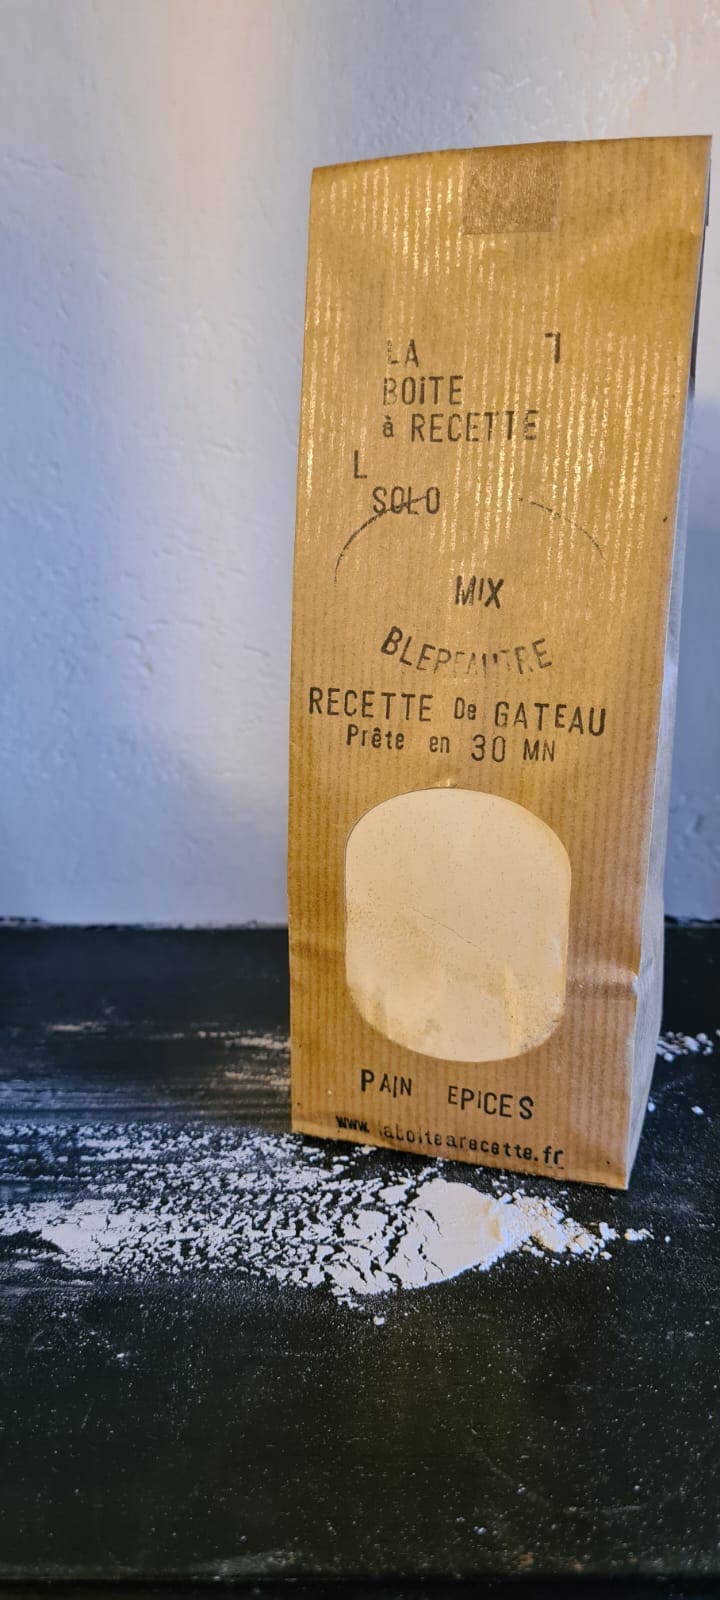 LA
BOiTE
à RECETTE
SOLO
MIX
RECETTE De GATEAU
Prête en 30 MN
PAIN EPICES
www.laboitearecette.fr